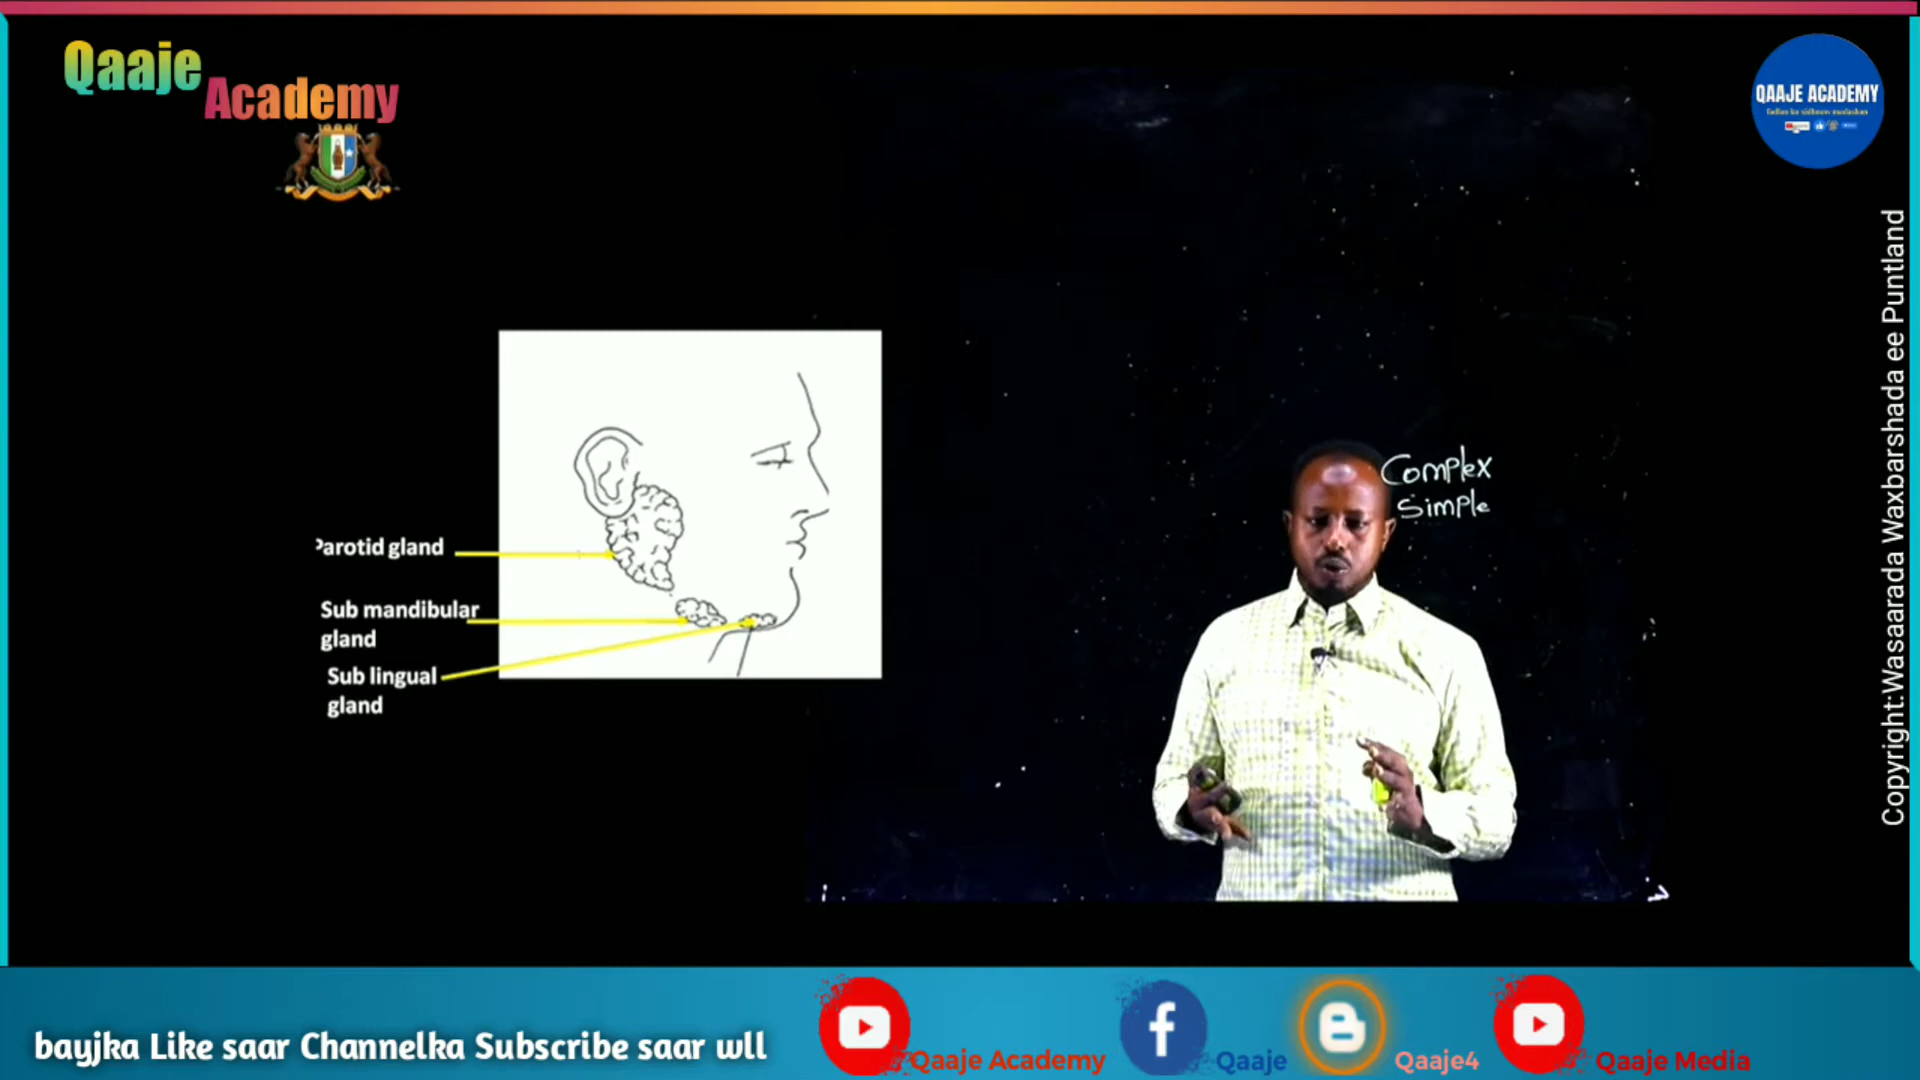 Qaaje
Academy
QAAJE ACADEMY
Complex
Simple
Parotid gland
Sub mandibular
gland
Sub lingual
gland
Copyright:Wasaarada Waxbarshada ee Puntland
bayjka Like saar Channelka Subscribe saar wll
Qaaje Academy
Qaaje
Qaaje4
Qaaje Media